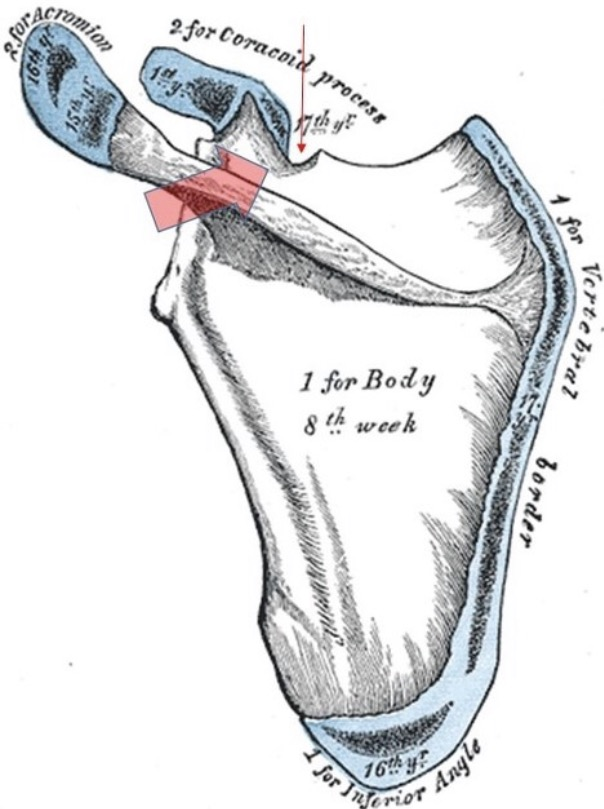 2 for Acromion
16th yr.
15th yr.
2 for Coracoid process
1st y.
17th yr.
1 for Vertebral
border
17. yr.
1 for Body
8th week
16th yr.
1 for Inferior Angle